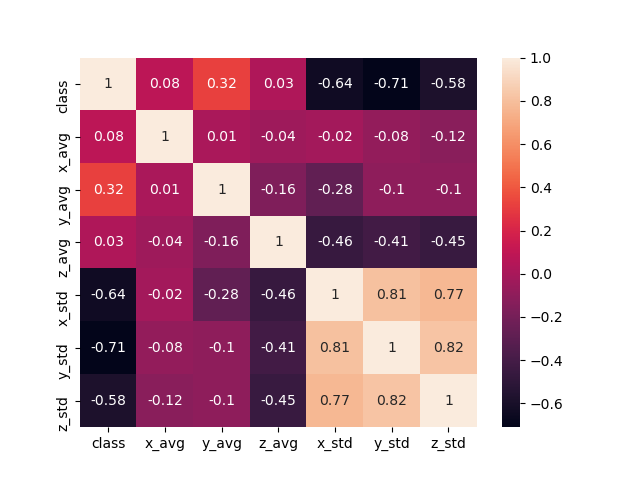 class 1 0.08 0.32 0.03 -0.64 -0.71 -0.58
x_avg 0.08 1 0.01 -0.04 -0.02 -0.08 -0.12
y_avg 0.32 0.01 1 -0.16 -0.28 -0.1 -0.1
z_avg 0.03 -0.04 -0.16 1 -0.46 -0.41 -0.45
x_std -0.64 -0.02 -0.28 -0.46 1 0.81 0.77
y_std -0.71 -0.08 -0.1 -0.41 0.81 1 0.82
z_std -0.58 -0.12 -0.1 -0.45 0.77 0.82 1
class x_avg y_avg z_avg x_std y_std z_std
1.0
0.8
0.6
0.4
0.2
0.0
−0.2
−0.4
−0.6